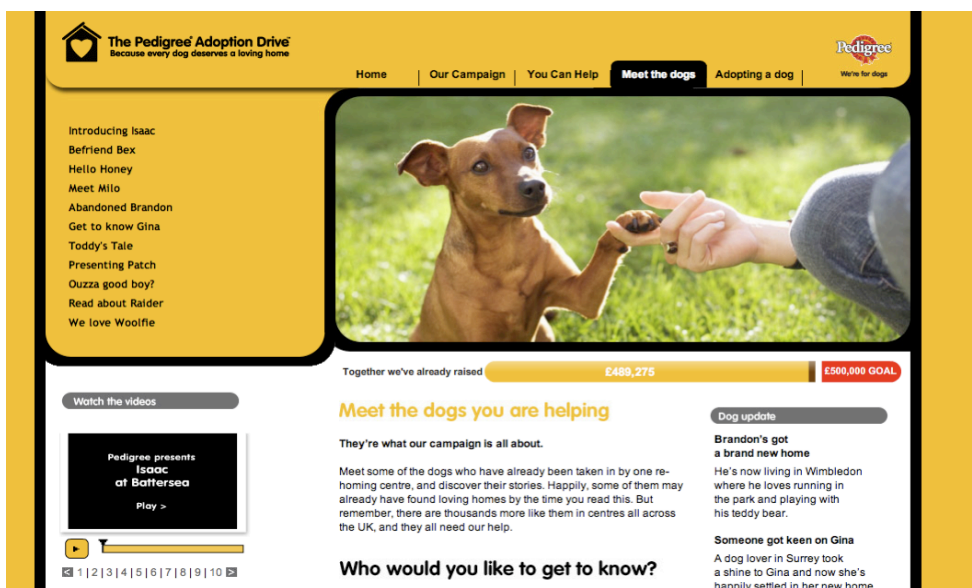 The Pedigree® Adoption Drive™
Because every dog deserves a loving home
Pedigree
We're for dogs
Home | Our Campaign | You Can Help Meet the dogs Adopting a dog |
Introducing Isaac
Befriend Bex
Hello Honey
Meet Milo
Abandoned Brandon
Get to know Gina
Toddy's Tale
Presenting Patch
Ouzza good boy?
Read about Raider
We love Woolfie
Together we've already raised £489,275 £500,000 GOAL
Watch the videos
Pedigree presents
Isaac
at Battersea
Play >
< 1|2|3|4|5|6|7|8|9|10 >
Meet the dogs you are helping
They're what our campaign is all about.
Meet some of the dogs who have already been taken in by one re-
homing centre, and discover their stories. Happily, some of them may
already have found loving homes by the time you read this. But
remember, there are thousands more like them in centres all across
the UK, and they all need our help.
Who would you like to get to know?
Dog update
Brandon's got
a brand new home
He's now living in Wimbledon
where he loves running in
the park and playing with
his teddy bear.
Someone got keen on Gina
A dog lover in Surrey took
a shine to Gina and now she's
happily settled in her new home